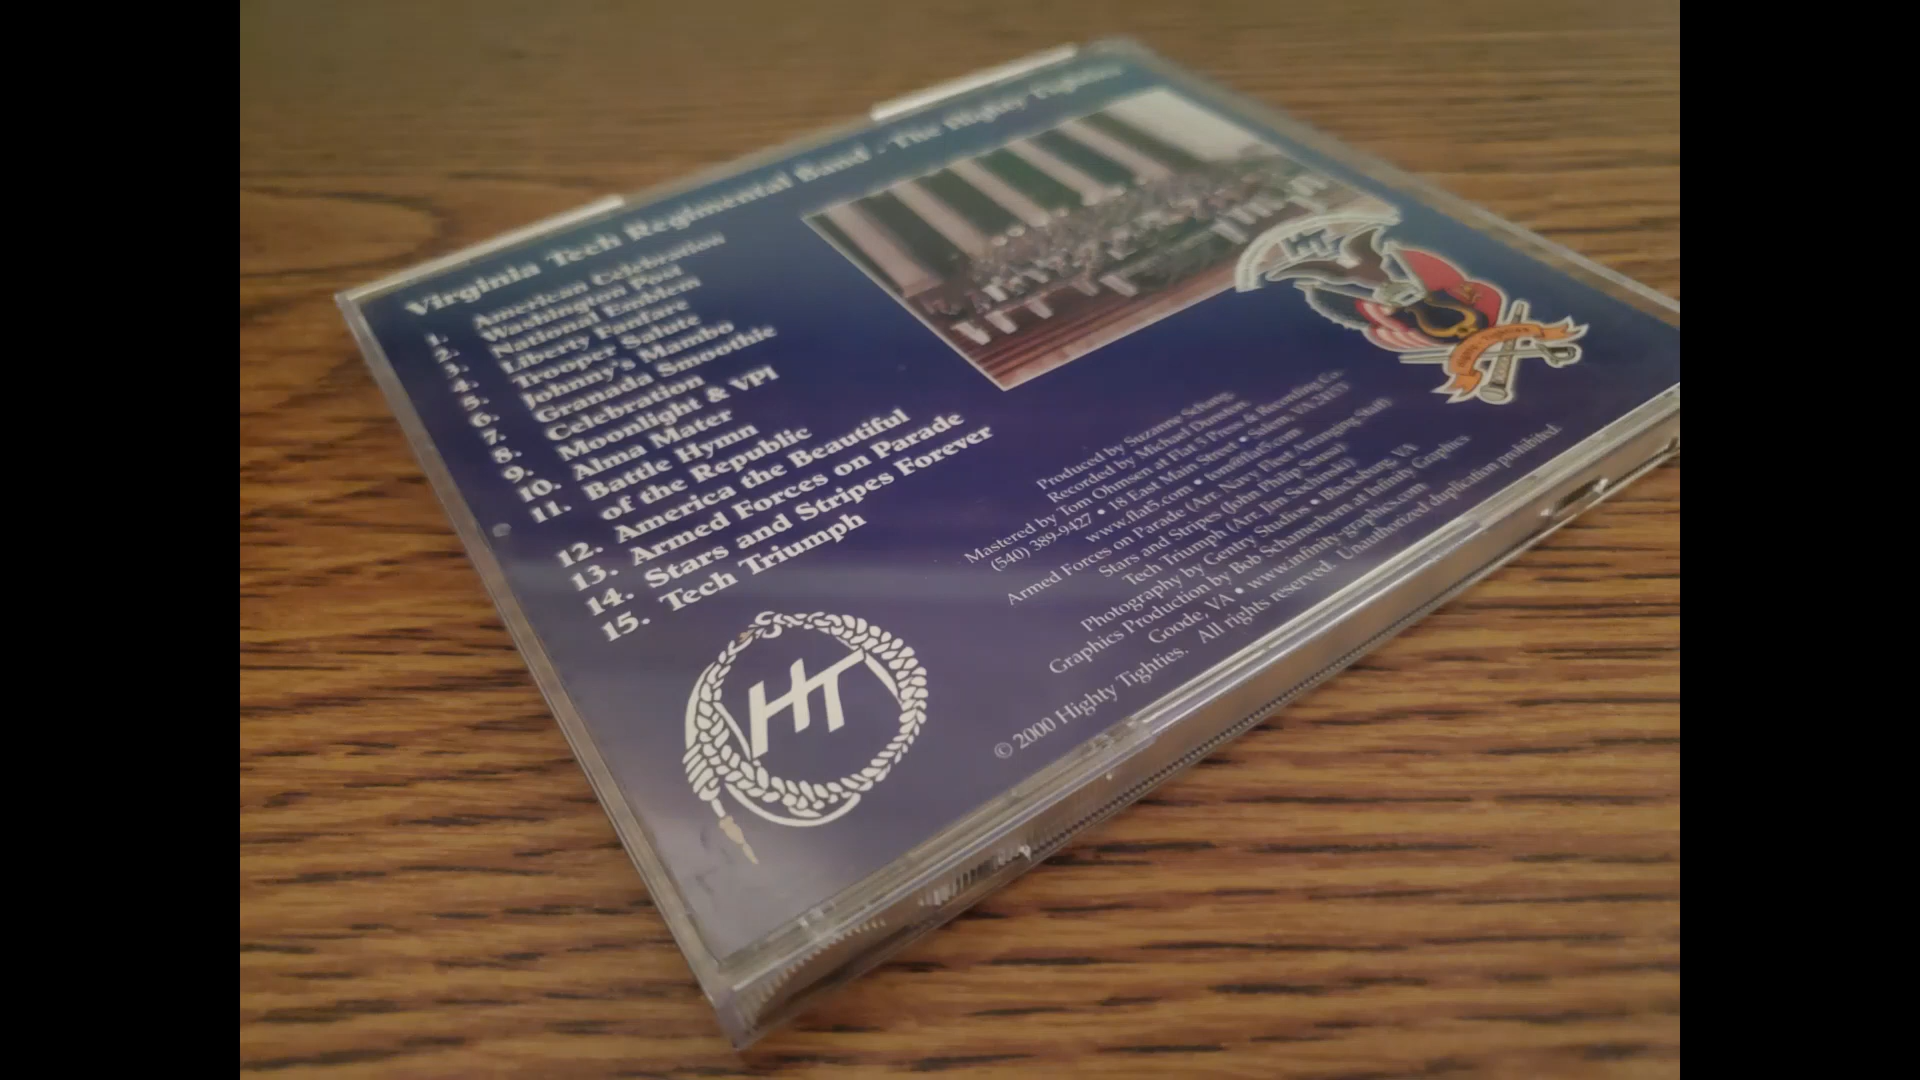 Virginia Tech Regimental Band - The Highty Tighties
1. American Celebration
2. Washington Post
3. National Emblem
4. Liberty Fanfare
5. Trooper Salute
6. Johnny's Mambo
7. Granada Smoothie
8. Celebration
9. Moonlight & VPI
10. Alma Mater
11. Battle Hymn
of the Republic
12. America the Beautiful
13. Armed Forces on Parade
14. Stars and Stripes Forever
15. Tech Triumph
HT
HT
Produced by Suzanne
Recorded by Michael Dunston,
Mastered by Tom Ohmsen at Flat 5 Press & Recording Co.
(540) 389-9427 • 18 East Main Street • Salem, VA 24153
www.flat5.com • tom@flat5.com
Armed Forces on Parade (Arr. Navy Fleet Arranging Staff)
Stars and Stripes (John Philip Sousa)
Tech Triumph (Arr. Jim Sochinski)
Photography by Gentry Studios • Blacksburg, VA
Graphics Production by Bob Schamerhorn at Infinity Graphics
Goode, VA • www.infinity-graphics.com
© 2000 Highty Tighties. All rights reserved. Unauthorized duplication prohibited.